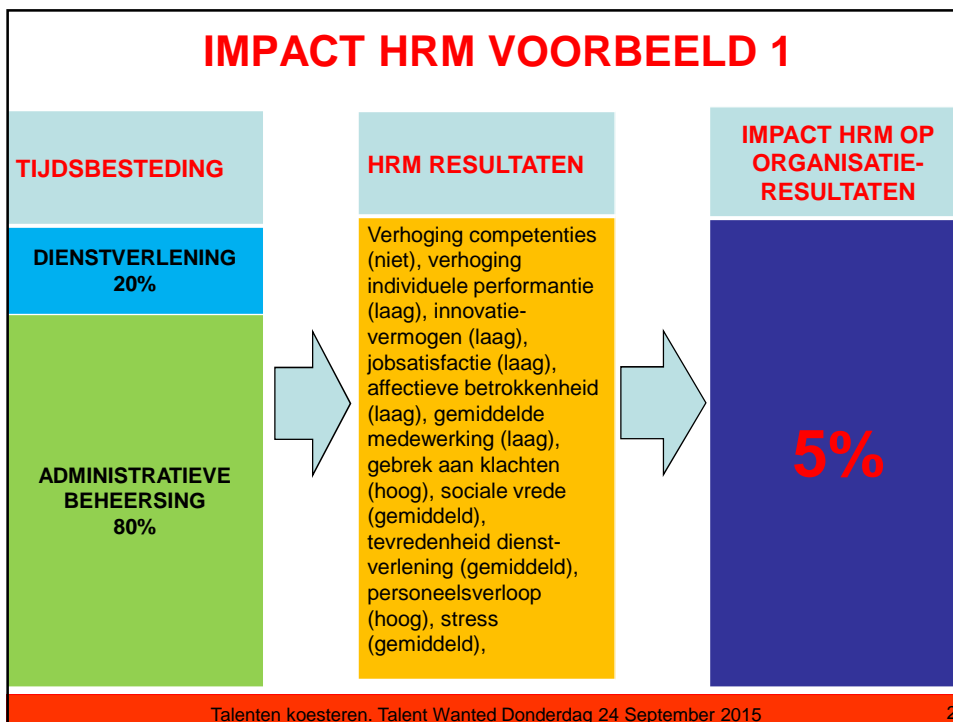 IMPACT HRM VOORBEELD 1
TIJDSBESTEDING
DIENSTVERLENING
20%
ADMINISTRATIEVE
BEHEERSING
80%
HRM RESULTATEN
Verhoging competenties
(niet), verhoging
individuele performantie
(laag), innovatie-
vermogen (laag),
jobsatisfactie (laag),
affectieve betrokkenheid
(laag), gemiddelde
medewerking (laag),
gebrek aan klachten
(hoog), sociale vrede
(gemiddeld),
tevredenheid dienst-
verlening (gemiddeld),
personeelsverloop
(hoog), stress
(gemiddeld),
IMPACT HRM OP
ORGANISATIE-
RESULTATEN
5%
Talenten koesteren. Talent Wanted Donderdag 24 September 2015